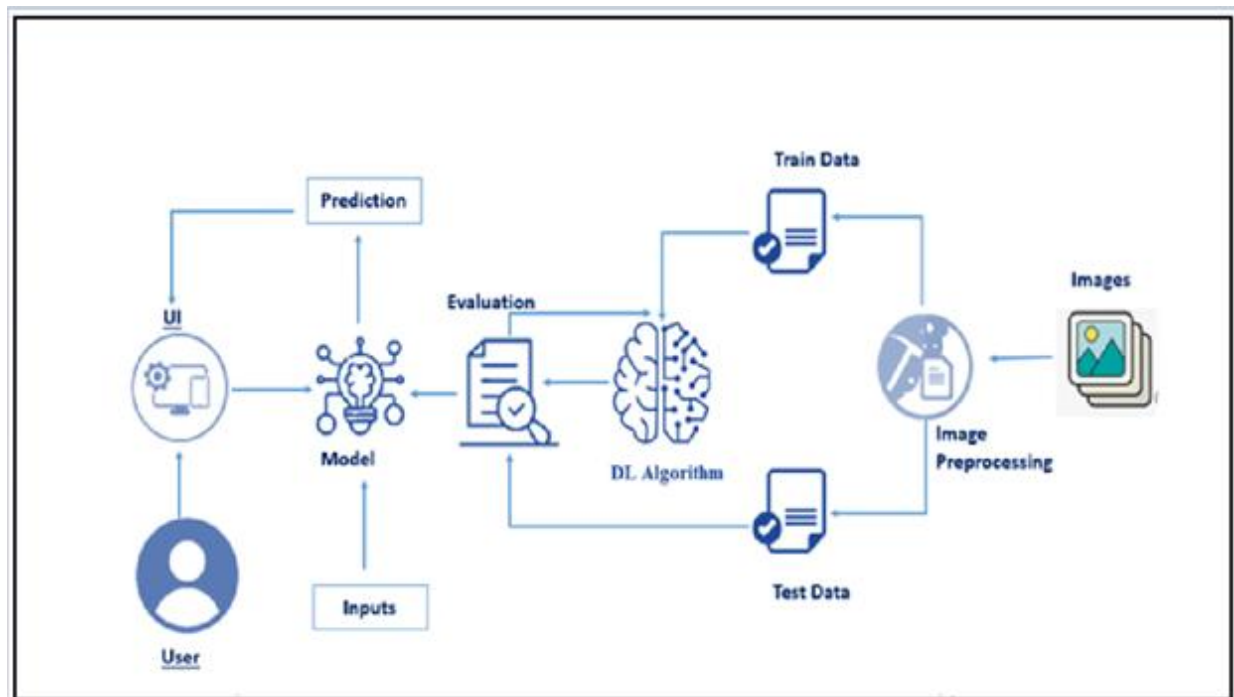 Train Data
Prediction
Images
Evaluation
UI
Image
Preprocessing
Model
DL Algorithm
Test Data
Inputs
User